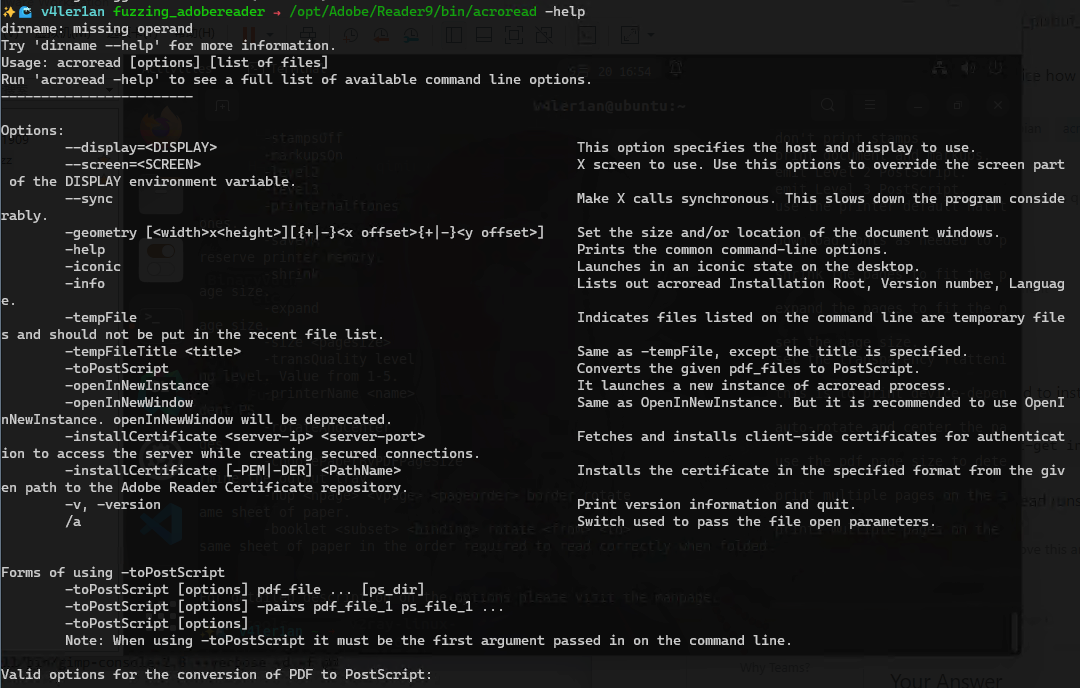 v4ler1an fuzzing_adobereader → /opt/Adobe/Reader9/bin/acroread -help
dirname: missing operand
Try 'dirname --help' for more information.
Usage: acroread [options] [list of files]
Run 'acroread -help' to see a full list of available command line options.
------------------------
Options:
--display=<DISPLAY> This option specifies the host and display to use.
--screen=<SCREEN> X screen to use. Use this options to override the screen part
of the DISPLAY environment variable.
--sync Make X calls synchronous. This slows down the program conside
rably.
-geometry [<width>x<height>][{+|-}<x offset>{+|-}<y offset>] Set the size and/or location of the document windows.
-help Prints the common command-line options.
-iconic Launches in an iconic state on the desktop.
-info Lists out acroread Installation Root, Version number, Languag
e.
-tempFile Indicates files listed on the command line are temporary file
s and should not be put in the recent file list.
-tempFileTitle <title> Same as -tempFile, except the title is specified.
-toPostScript Converts the given pdf_files to PostScript.
-openInNewInstance It launches a new instance of acroread process.
-openInNewWindow Same as OpenInNewInstance. But it is recommended to use OpenI
nNewInstance. openInNewWindow will be deprecated.
-installCertificate <server-ip> <server-port> Fetches and installs client-side certificates for authenticat
ion to access the server while creating secured connections.
-installCertificate [-PEM|-DER] <PathName> Installs the certificate in the specified format from the giv
en path to the Adobe Reader Certificate repository.
-v, -version Print version information and quit.
/a Switch used to pass the file open parameters.
Forms of using -toPostScript
-toPostScript [options] pdf_file ... [ps_dir]
-toPostScript [options] -pairs pdf_file_1 ps_file_1 ...
-toPostScript [options]
Note: When using -toPostScript it must be the first argument passed in on the command line.
Valid options for the conversion of PDF to PostScript: